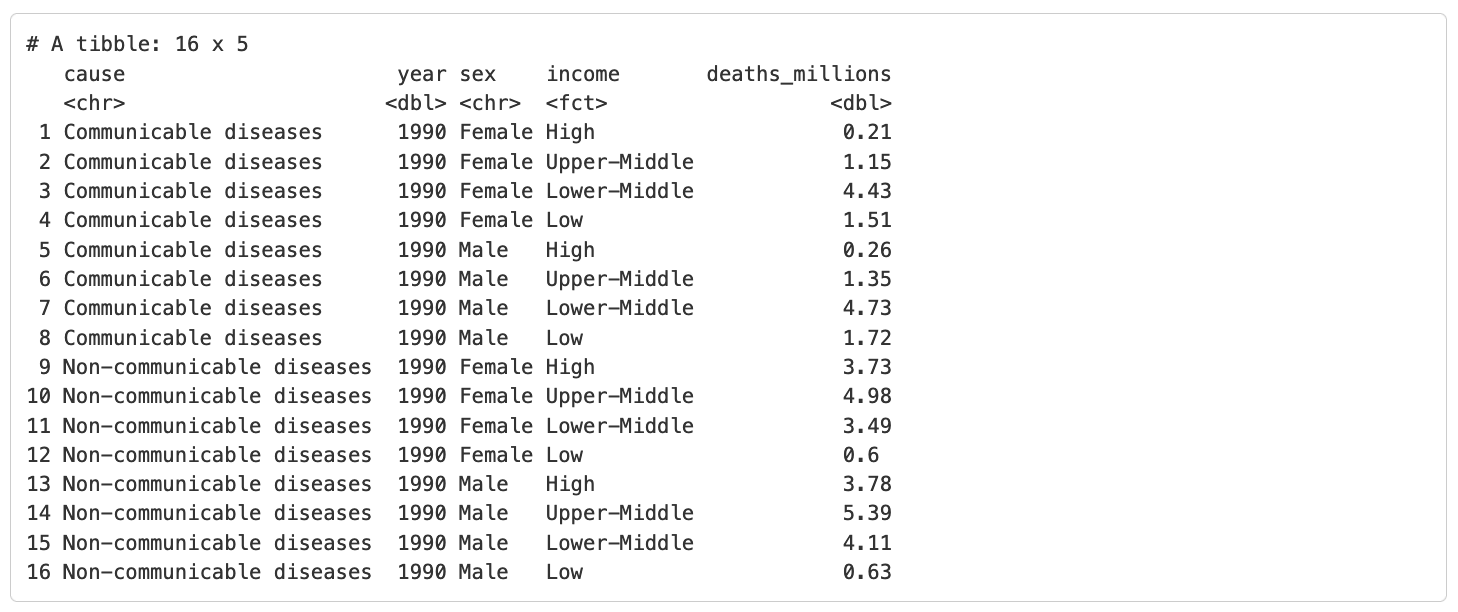 # A tibble: 16 x 5
   cause                      year sex    income       deaths_millions
   <chr>                     <dbl> <chr>  <fct>                  <dbl>
 1 Communicable diseases      1990 Female High                    0.21
 2 Communicable diseases      1990 Female Upper-Middle            1.15
 3 Communicable diseases      1990 Female Lower-Middle            4.43
 4 Communicable diseases      1990 Female Low                     1.51
 5 Communicable diseases      1990 Male   High                    0.26
 6 Communicable diseases      1990 Male   Upper-Middle            1.35
 7 Communicable diseases      1990 Male   Lower-Middle            4.73
 8 Communicable diseases      1990 Male   Low                     1.72
 9 Non-communicable diseases  1990 Female High                    3.73
10 Non-communicable diseases  1990 Female Upper-Middle            4.98
11 Non-communicable diseases  1990 Female Lower-Middle            3.49
12 Non-communicable diseases  1990 Female Low                     0.6
13 Non-communicable diseases  1990 Male   High                    3.78
14 Non-communicable diseases  1990 Male   Upper-Middle            5.39
15 Non-communicable diseases  1990 Male   Lower-Middle            4.11
16 Non-communicable diseases  1990 Male   Low                     0.63